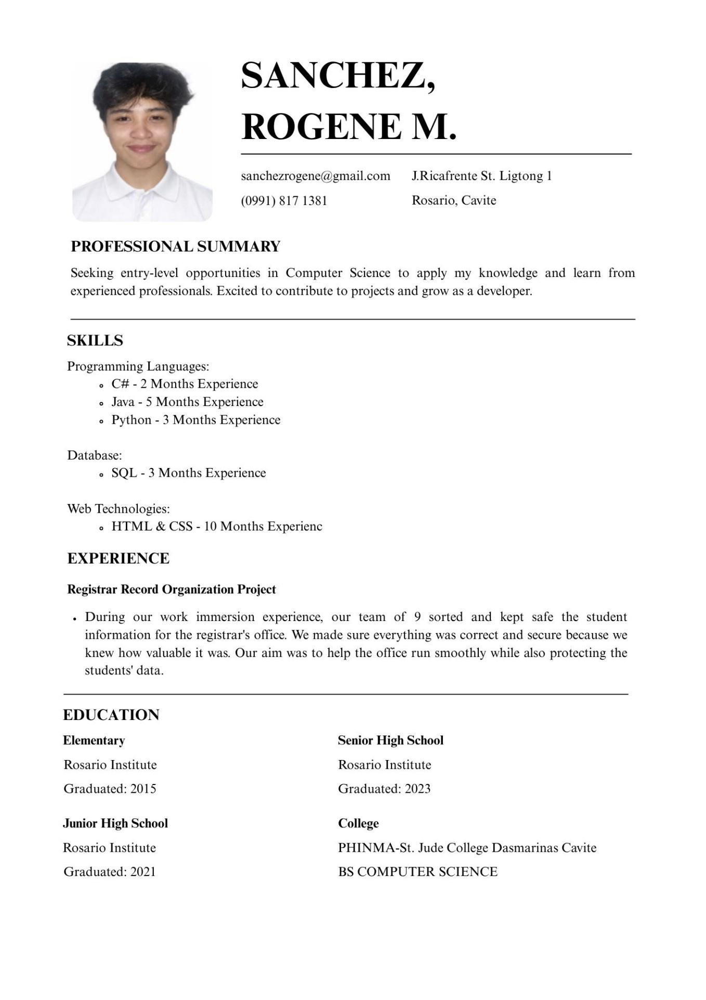 SANCHEZ,
ROGENE M.
sanchezrogene@gmail.com
(0991) 817 1381
J.Ricafrente St. Ligtong 1
Rosario, Cavite
PROFESSIONAL SUMMARY
Seeking entry-level opportunities in Computer Science to apply my knowledge and learn from
experienced professionals. Excited to contribute to projects and grow as a developer.
SKILLS
Programming Languages:
C# - 2 Months Experience
Java - 5 Months Experience
Python - 3 Months Experience
Database:
SQL - 3 Months Experience
Web Technologies:
HTML & CSS - 10 Months Experienc
EXPERIENCE
Registrar Record Organization Project
During our work immersion experience, our team of 9 sorted and kept safe the student
information for the registrar's office. We made sure everything was correct and secure because we
knew how valuable it was. Our aim was to help the office run smoothly while also protecting the
students' data.
EDUCATION
Elementary
Rosario Institute
Graduated: 2015
Junior High School
Rosario Institute
Graduated: 2021
Senior High School
Rosario Institute
Graduated: 2023
College
PHINMA-St. Jude College Dasmarinas Cavite
BS COMPUTER SCIENCE